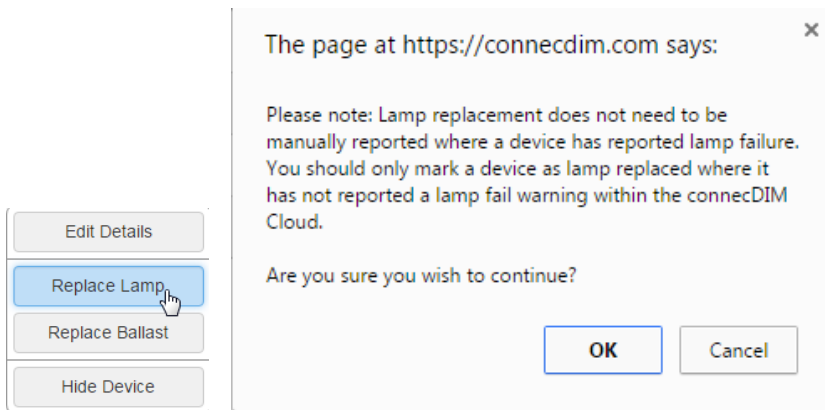 The page at https://connecdim.com says:
Please note: Lamp replacement does not need to be
manually reported where a device has reported lamp failure.
You should only mark a device as lamp replaced where it
has not reported a lamp fail warning within the connecDIM
Cloud.
Are you sure you wish to continue?
OK
Cancel
Edit Details
Replace Lamp
Replace Ballast
Hide Device